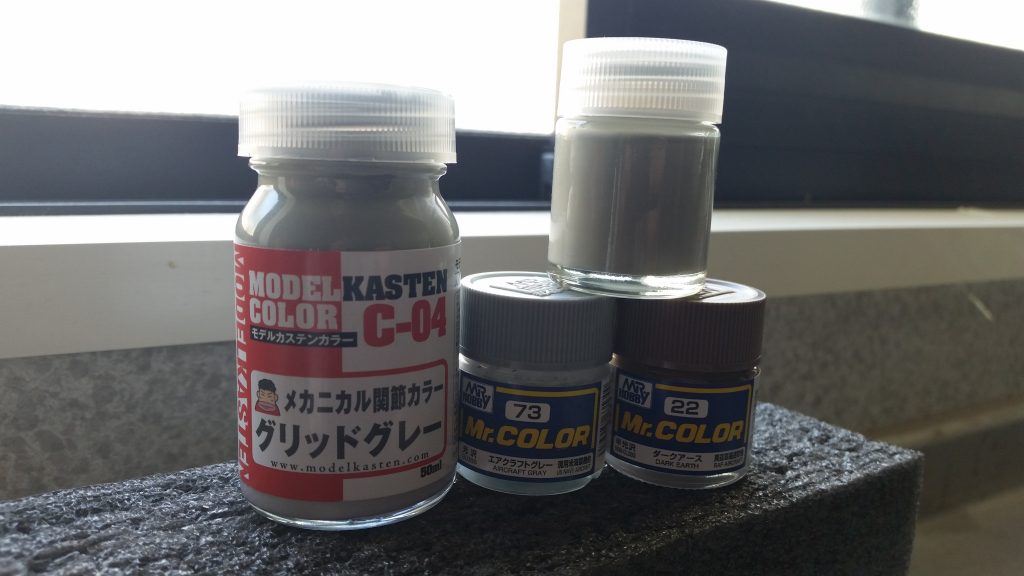 MODELKASTEN
MODEL KASTEN
COLOR C-04
モデルカステンカラー
メカニカル関節カラー
グリッドグレー
www.modelkasten.com
50ml
MR HOBBY
73
Mr.COLOR
エアクラフトグレー
AIRCRAFT GRAY
MR HOBBY
22
Mr.COLOR
ダークアース
DARK EARTH